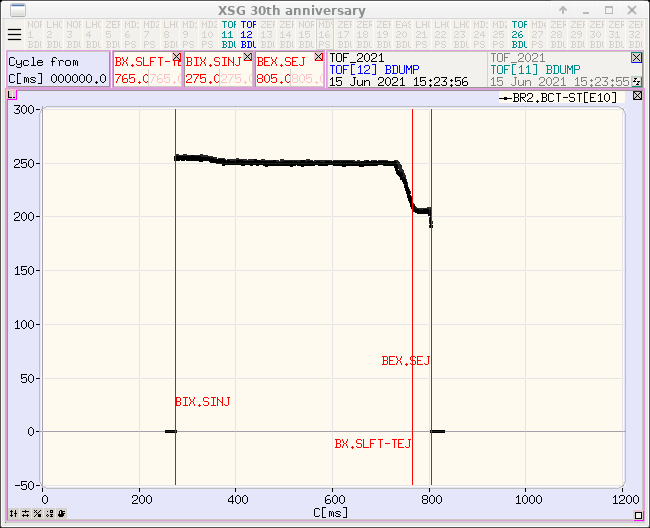 XSG 30th anniversary
TOF
11
BDU
TOF
12
BDU
TOF
26
BDU
Cycle from
C[ms] 000000.0
BX.SLFT-TE
765.0
BIX.SINJ
275.0
BEX.SEJ
805.0
TOF_2021
TOF[12] BDUMP
15 Jun 2021 15:23:56
TOF_2021
TOF[11] BDUMP
15 Jun 2021 15:23:55
BR2.BCT-ST[E10]
300
250
200
150
100
50
0
-50
BEX.SEJ
BIX.SINJ
BX.SLFT-TEJ
0
200
400
600
800
1000
1200
C[ms]